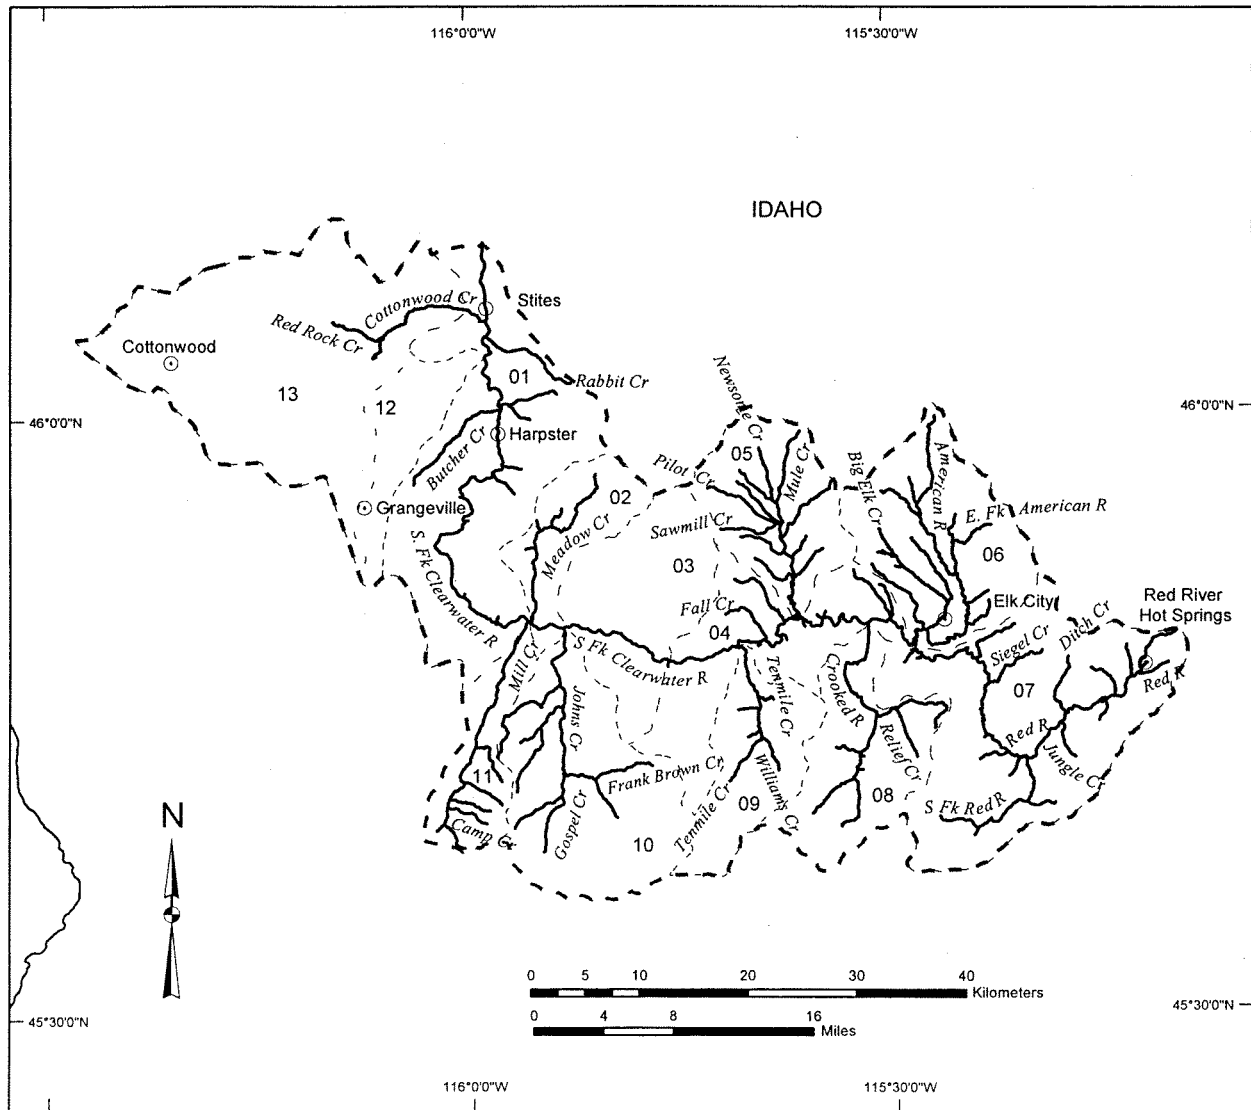 116°0'0"W
115°30'0"W
IDAHO
Stites
Cottonwood Cr
Red Rock Cr
Cottonwood
01
Rabbit Cr
13
12
46°0'0"N
46°0'0"N
Newsome Cr
Harpster
Butcher Cr
05
Mule Cr
Pilot Cr
Big Elk Cr
American R
02
Grangeville
E. Fk American R
Sawmill Cr
Meadow Cr
06
03
S. Fk Clearwater R
Fall Cr
Elk City
Red River
Hot Springs
04
Ditch Cr
Siegel Cr
Mill Cr
S Fk Clearwater R
Tenmile Cr
Crooked R
Red R
07
Johns Cr
Red R
Relief Cr
Jungle Cr
11
Frank Brown Cr
Williams Cr
09
08
S Fk Red R
Tenmile Cr
Gospel Cr
Camp Cr
10
N
0 5 10 20 30 40
Kilometers
0 4 8 16
Miles
45°30'0"N
45°30'0"N
116°0'0"W
115°30'0"W